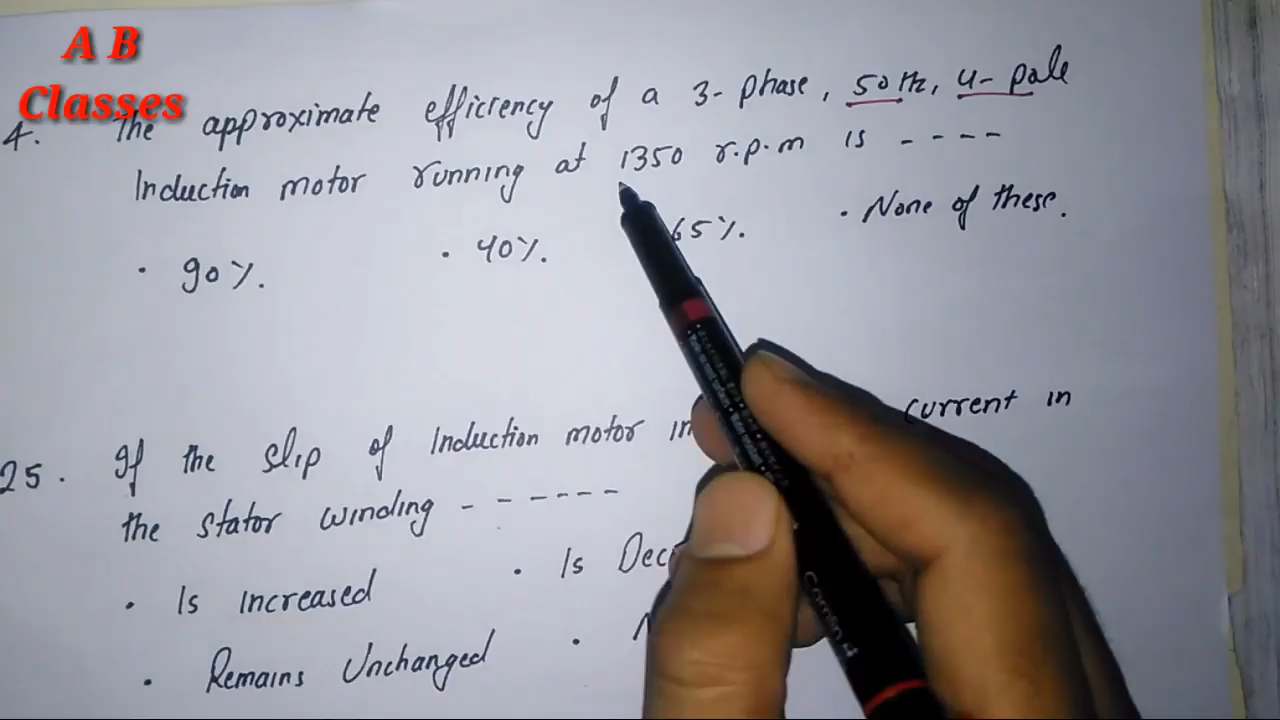 A B
Classes
4. The approximate efficiency of a 3-phase, 50Hz, 4-pole
Induction motor running at 1350 r.p.m is ----
· 90%. · 40%. 65%. · None of these.
25. If the slip of Induction motor in current in
the stator winding ------
· Is increased · Is
· Remains Unchanged ·